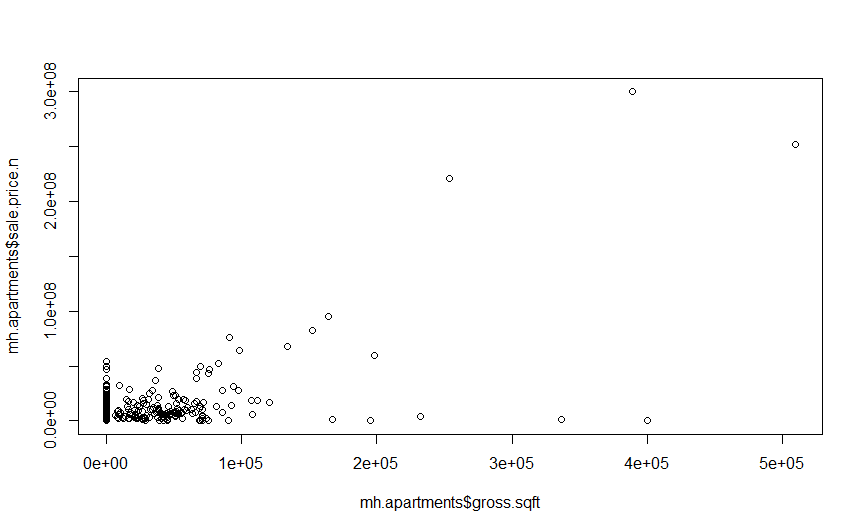 3.0e+08
2.0e+08
1.0e+08
0.0e+00
mh.apartments$sale.price.n
0e+00 1e+05 2e+05 3e+05 4e+05 5e+05
mh.apartments$gross.sqft